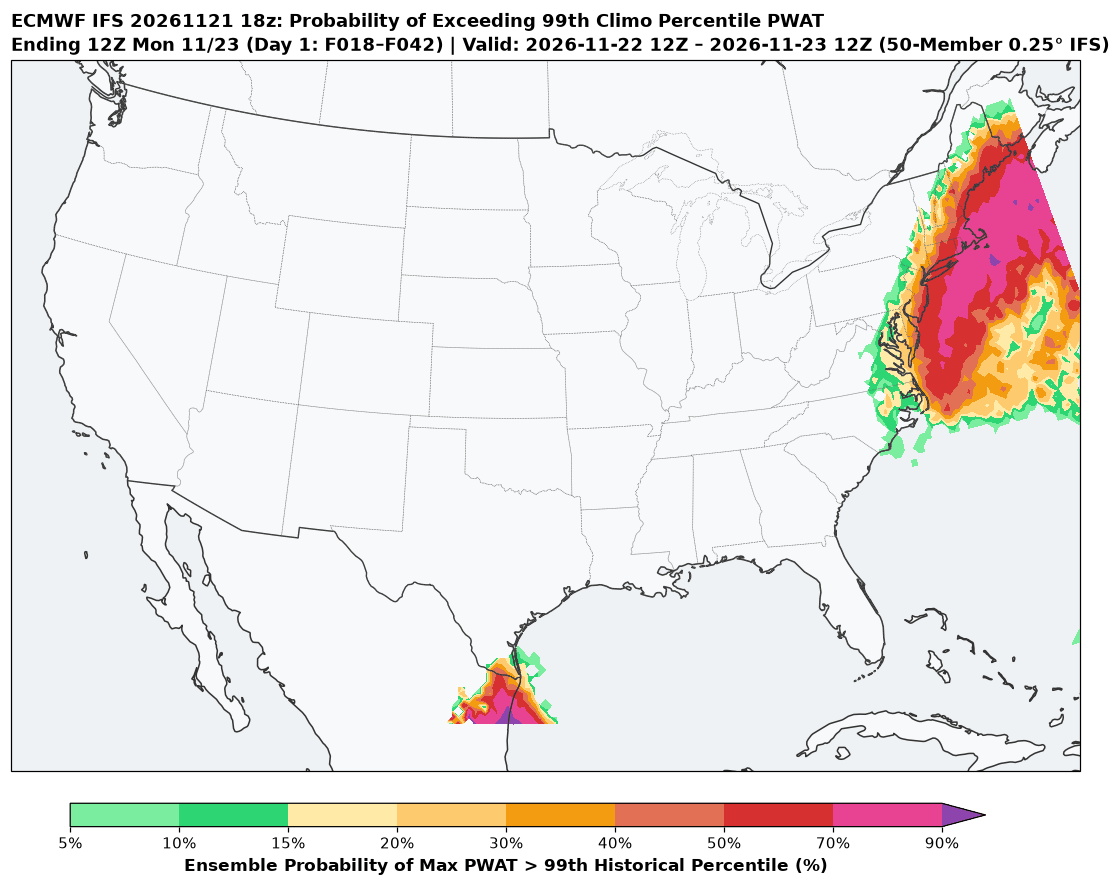 ECMWF IFS 20261121 18z: Probability of Exceeding 99th Climo Percentile PWAT
Ending 12Z Mon 11/23 (Day 1: F018–F042) | Valid: 2026-11-22 12Z – 2026-11-23 12Z (50-Member 0.25° IFS)
5% 10% 15% 20% 30% 40% 50% 70% 90%
Ensemble Probability of Max PWAT > 99th Historical Percentile (%)